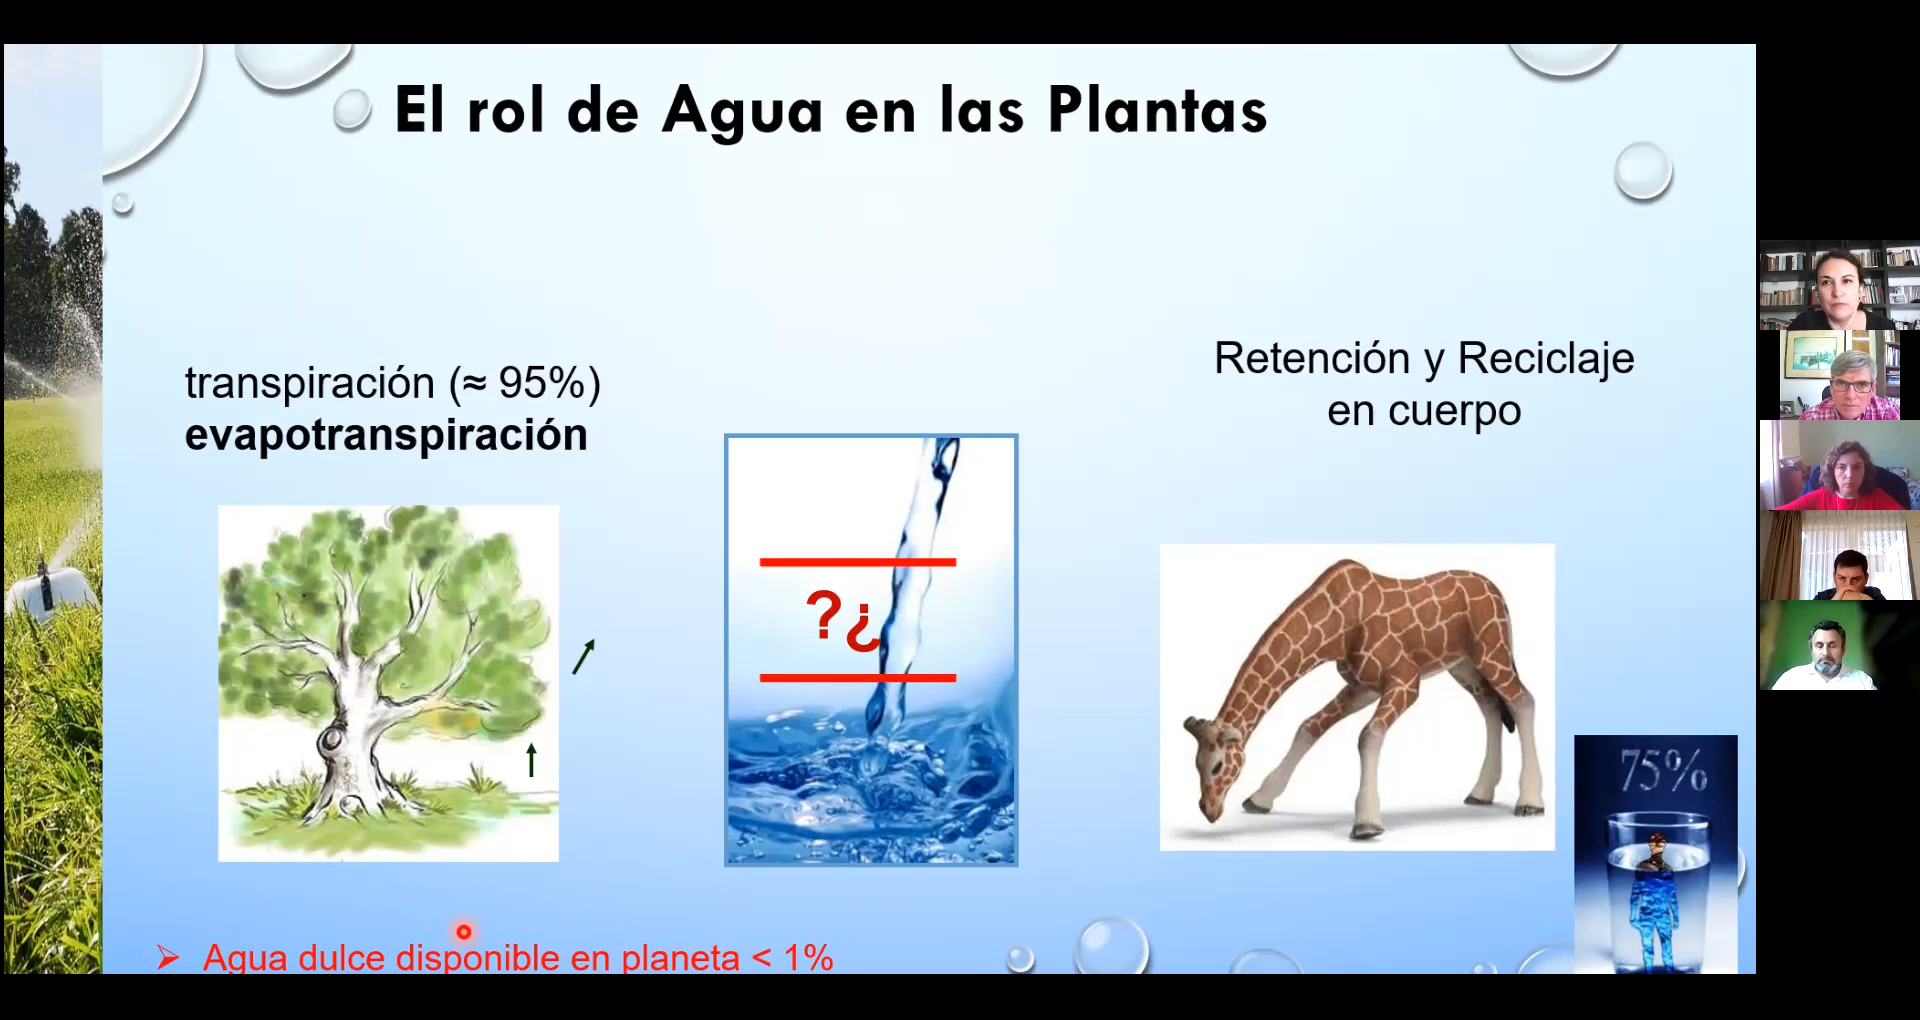 El rol de Agua en las Plantas
transpiración (≈ 95%)
evapotranspiración
?¿
Retención y Reciclaje
en cuerpo
75%
➢ Agua dulce disponible en planeta < 1%